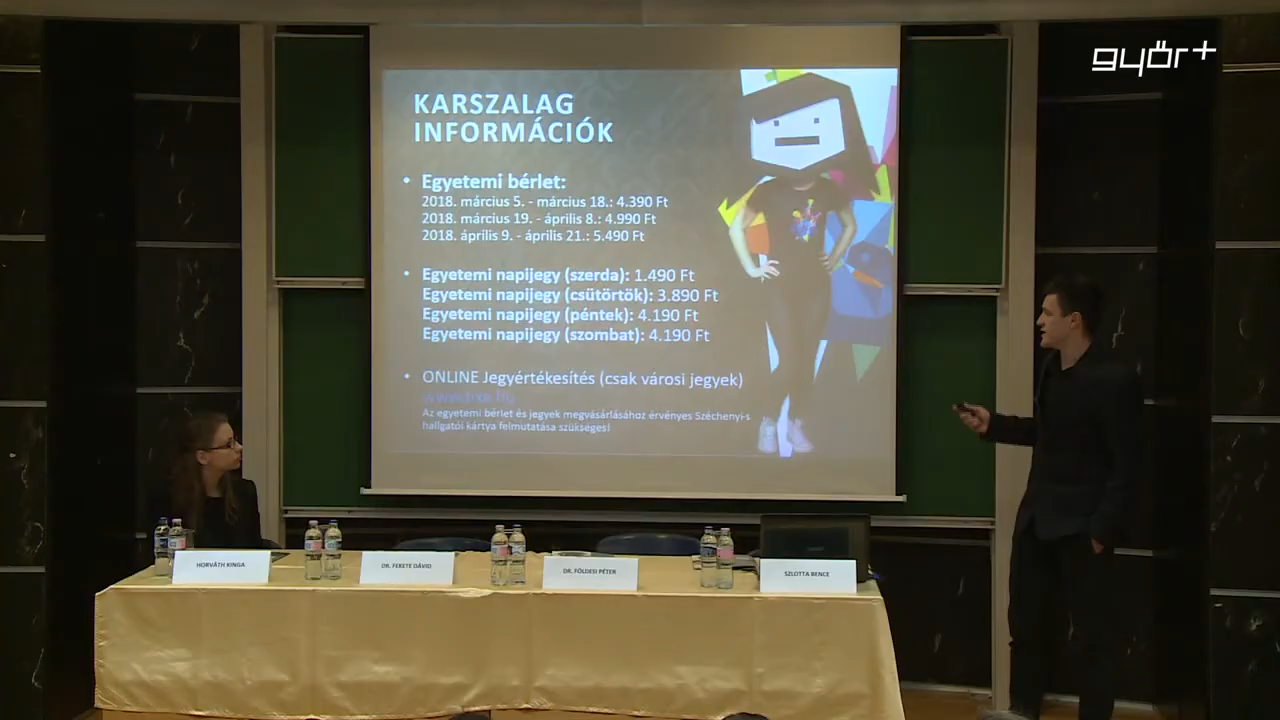 győr+
KARSZALAG
INFORMÁCIÓK
• Egyetemi bérlet:
2018. március 5. - március 18.: 4.390 Ft
2018. március 19. - április 8.: 4.990 Ft
2018. április 9. - április 21.: 5.490 Ft
• Egyetemi napijegy (szerda): 1.490 Ft
Egyetemi napijegy (csütörtök): 3.890 Ft
Egyetemi napijegy (péntek): 4.190 Ft
Egyetemi napijegy (szombat): 4.190 Ft
• ONLINE Jegyértékesítés (csak városi jegyek)
www.tixa.hu
Az egyetemi bérlet és jegyek megvásárlásához érvényes Széchenyi-s
hallgatói kártya felmutatása szükséges!
HORVÁTH KINGA
DR. FEKETE DÁVID
DR. FÖLDESI PÉTER
SZLOTTA BENCE